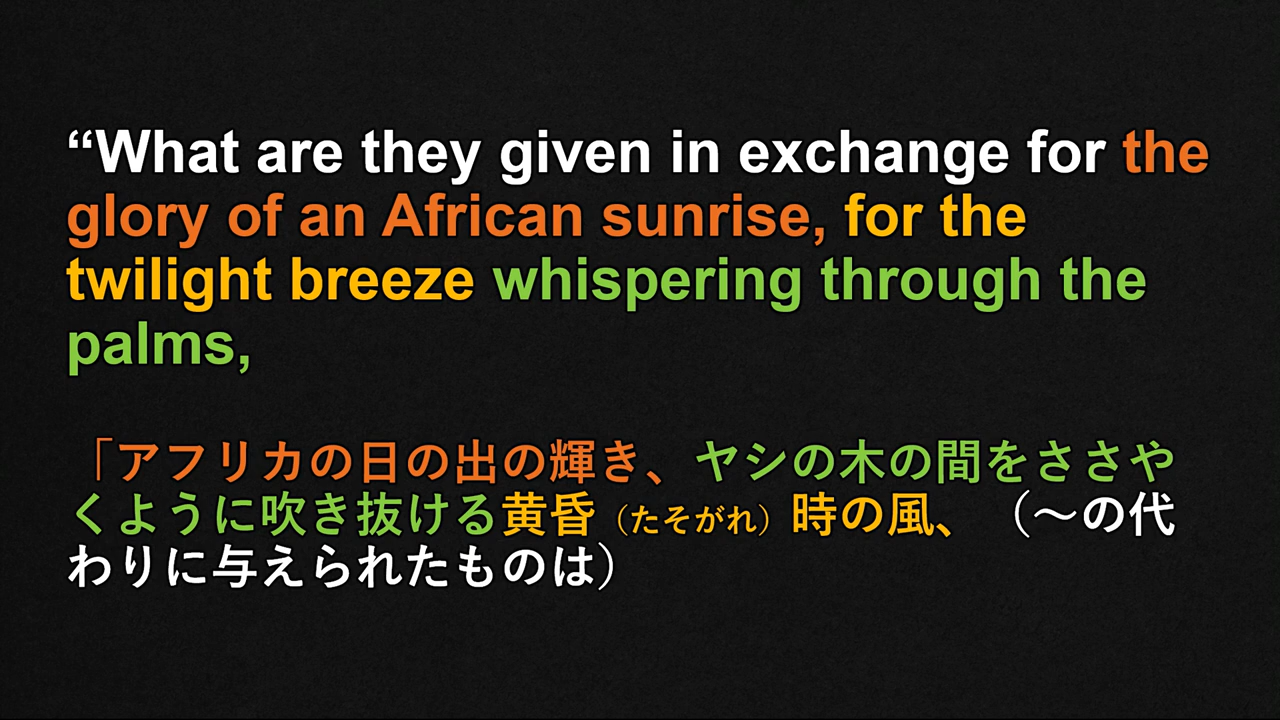 “What are they given in exchange for the
glory of an African sunrise, for the
twilight breeze whispering through the
palms,
「アフリカの日の出の輝き、ヤシの木の間をささや
くように吹き抜ける黄昏（たそがれ）時の風、（～の代
わりに与えられたものは）